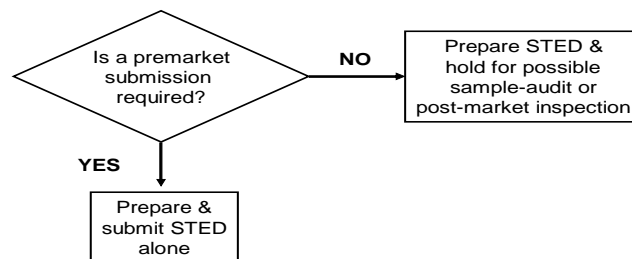 Is a premarket
submission
required?
NO
Prepare STED &
hold for possible
sample-audit or
post-market inspection
YES
Prepare &
submit STED
alone